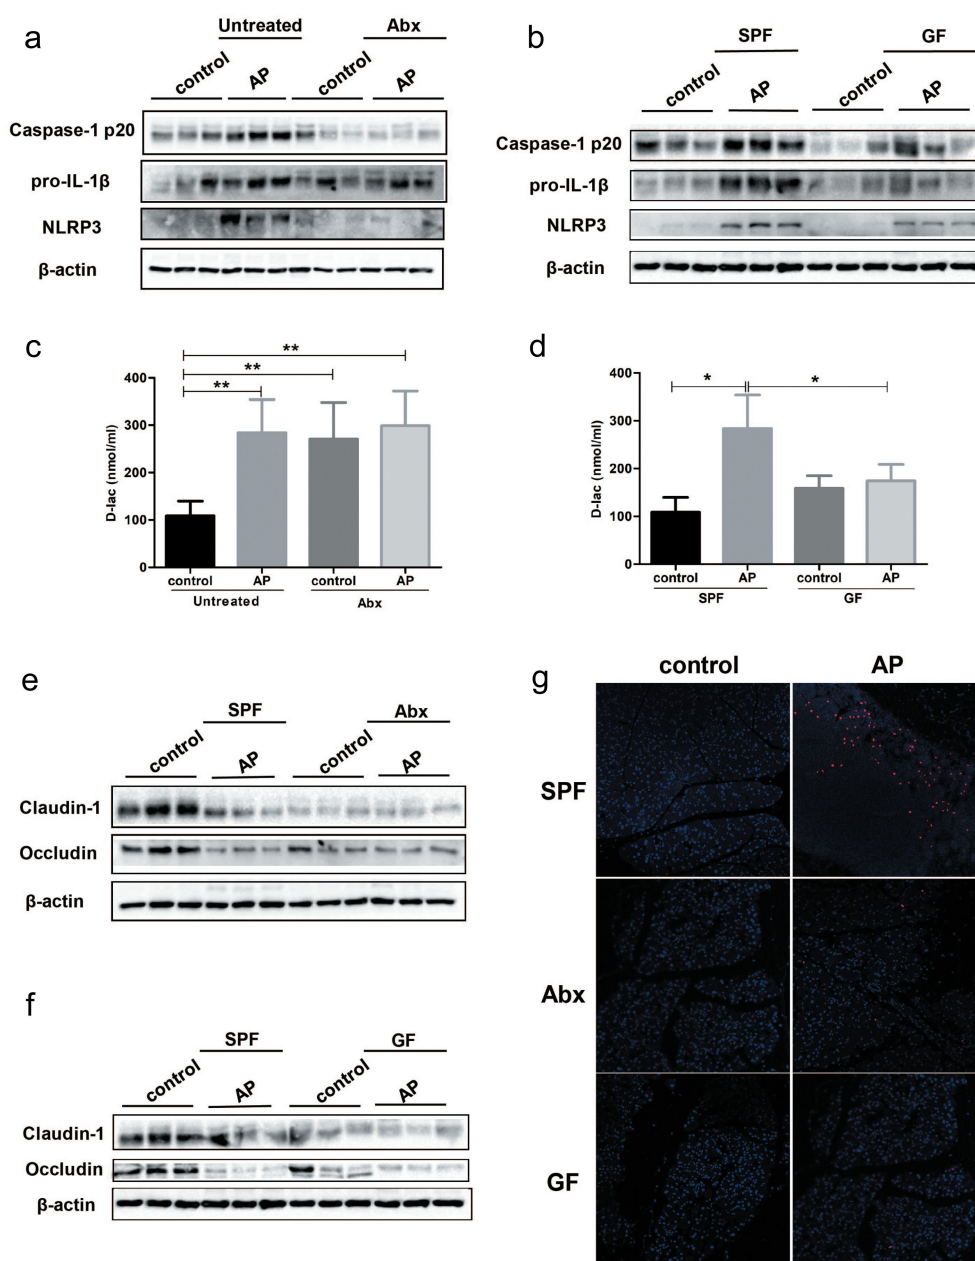 a
Untreated Abx
control AP control AP
Caspase-1 p20
pro-IL-1β
NLRP3
β-actin
b
SPF GF
control AP control AP
Caspase-1 p20
pro-IL-1β
NLRP3
β-actin
c
**
**
**
400
300
200
100
0
D-lac (nmol/ml)
control AP control AP
Untreated Abx
d
* *
400
300
200
100
0
D-lac (nmol/ml)
control AP control AP
SPF GF
e
SPF Abx
control AP control AP
Claudin-1
Occludin
β-actin
f
SPF GF
control AP control AP
Claudin-1
Occludin
β-actin
g
control AP
SPF
Abx
GF